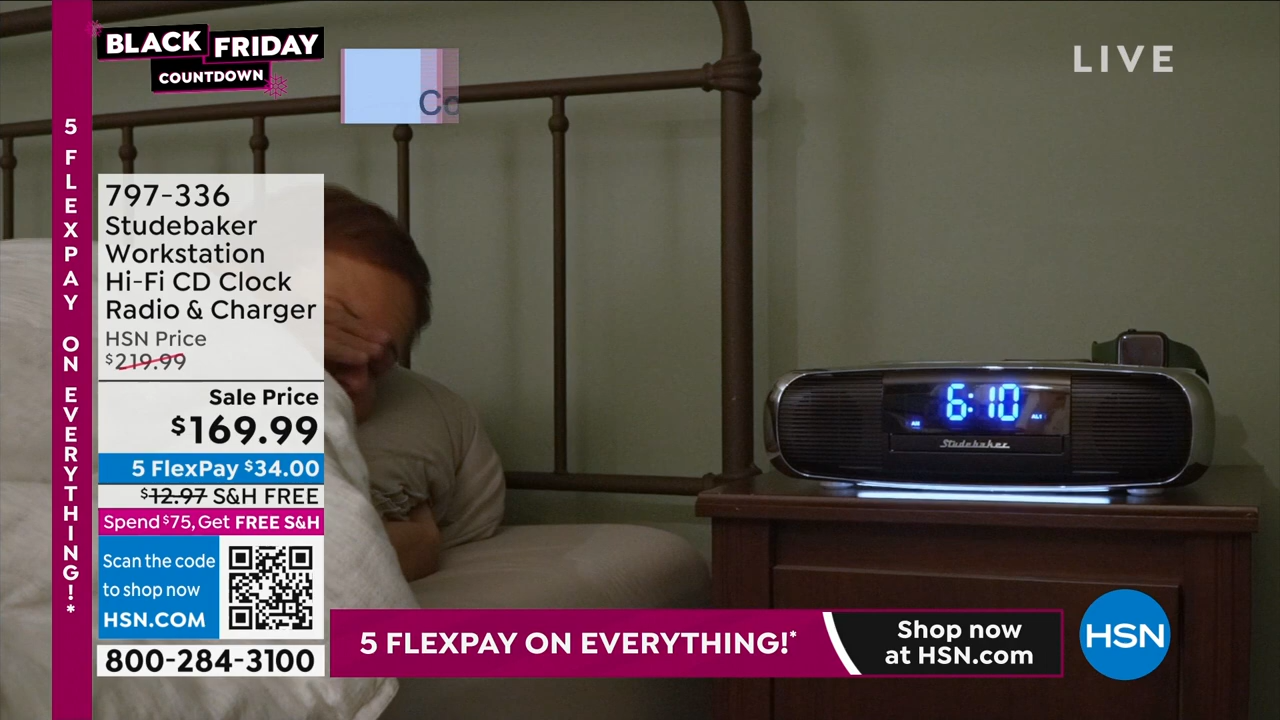 BLACK FRIDAY
COUNTDOWN
LIVE
5 FLEXPAY ON EVERYTHING!*
797-336
Studebaker
Workstation
Hi-Fi CD Clock
Radio & Charger
HSN Price
$219.99
Sale Price
$169.99
5 FlexPay $34.00
$12.97 S&H FREE
Spend $75, Get FREE S&H
Scan the code
to shop now
HSN.COM
800-284-3100
6:10
Studebaker
5 FLEXPAY ON EVERYTHING!*
Shop now
at HSN.com
HSN